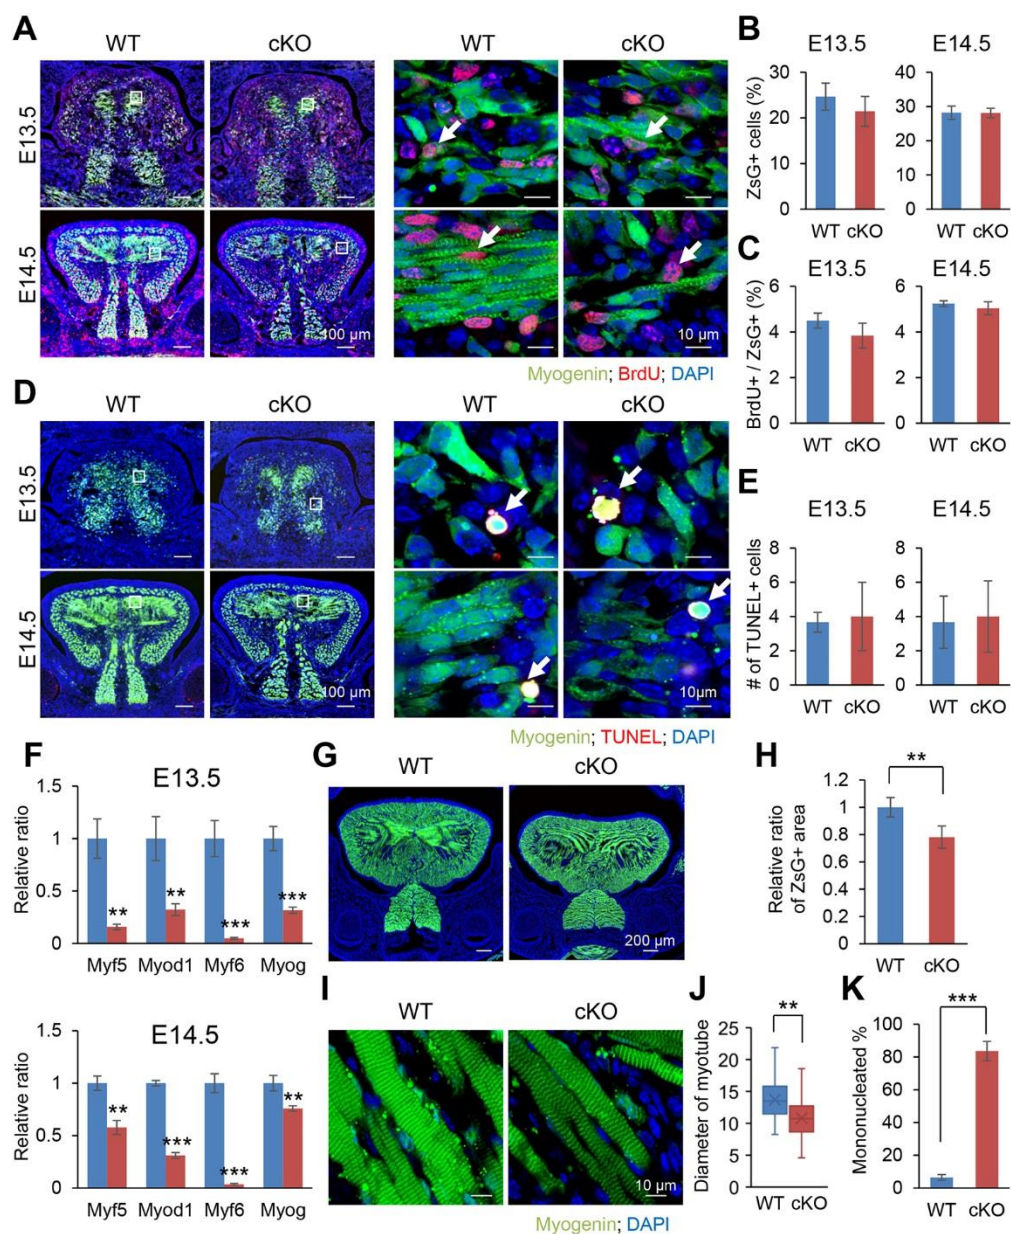 A
WT
cKO
WT
cKO
E13.5
E14.5
100 µm
10 µm
Myogenin; BrdU; DAPI
B
E13.5
E14.5
ZsG+ cells (%)
30
20
10
0
WT cKO
40
30
20
10
0
WT cKO
C
E13.5
E14.5
BrdU+ / ZsG+ (%)
6
4
2
0
WT cKO
6
4
2
0
WT cKO
D
WT
cKO
WT
cKO
E13.5
E14.5
100 µm
10µm
Myogenin; TUNEL; DAPI
E
E13.5
E14.5
# of TUNEL+ cells
8
6
4
2
0
WT cKO
8
6
4
2
0
WT cKO
F
E13.5
Relative ratio
1.5
1
0.5
0
**
**
***
***
Myf5 Myod1 Myf6 Myog
E14.5
Relative ratio
1.5
1
0.5
0
**
***
***
**
Myf5 Myod1 Myf6 Myog
G
WT
cKO
200 µm
H
Relative ratio
of ZsG+ area
1.2
1
0.8
0.6
0.4
0.2
0
**
WT cKO
I
WT
cKO
10 µm
Myogenin; DAPI
J
Diameter of myotube
25
20
15
10
5
0
**
WT cKO
K
Mononucleated %
100
80
60
40
20
0
***
WT cKO